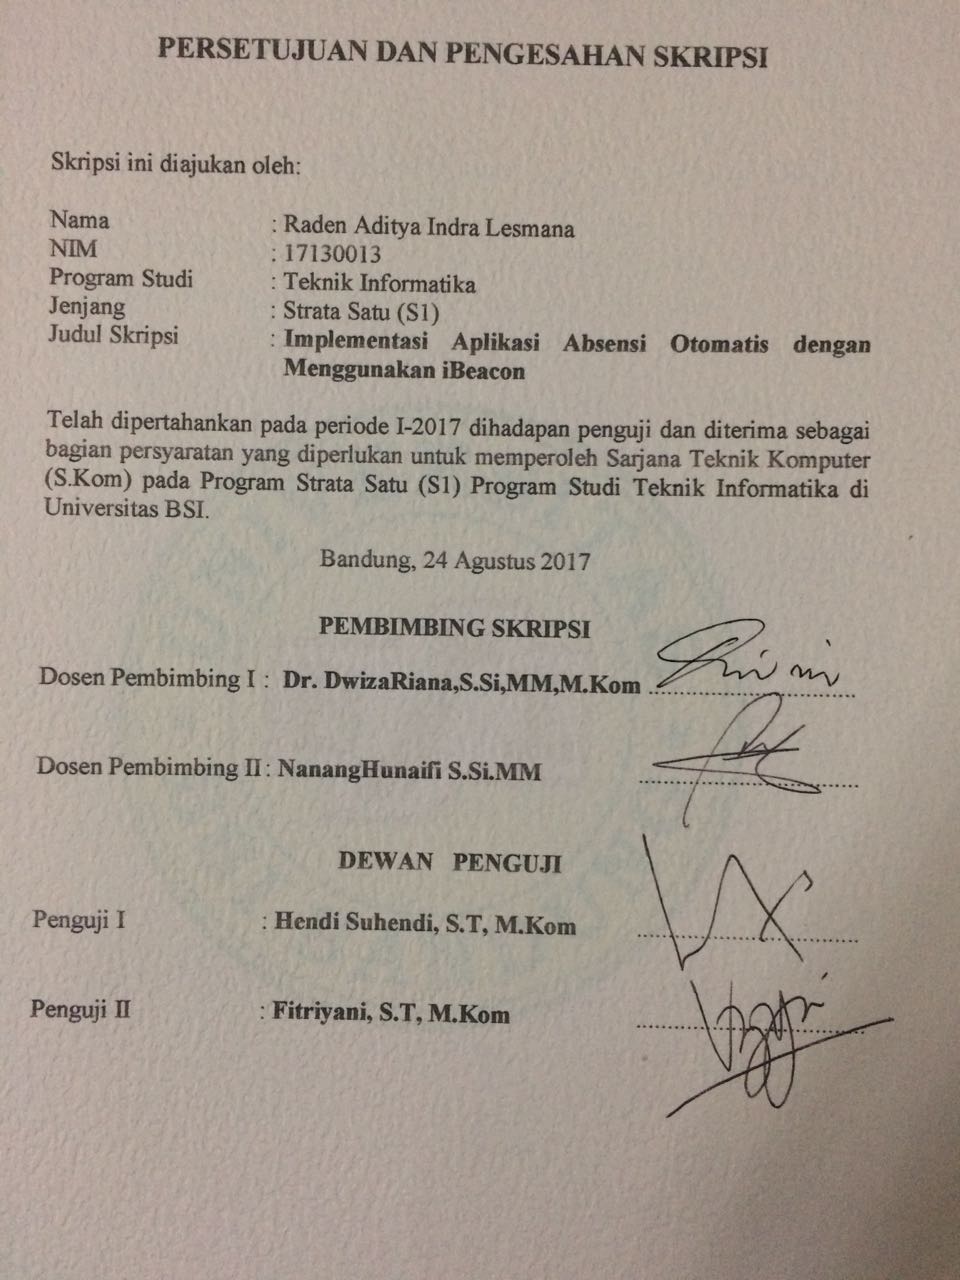 PERSETUJUAN DAN PENGESAHAN SKRIPSI
Skripsi ini diajukan oleh:
Nama : Raden Aditya Indra Lesmana
NIM : 17130013
Program Studi : Teknik Informatika
Jenjang : Strata Satu (S1)
Judul Skripsi : Implementasi Aplikasi Absensi Otomatis dengan
Menggunakan iBeacon
Telah dipertahankan pada periode I-2017 dihadapan penguji dan diterima sebagai
bagian persyaratan yang diperlukan untuk memperoleh Sarjana Teknik Komputer
(S.Kom) pada Program Strata Satu (S1) Program Studi Teknik Informatika di
Universitas BSI.
Bandung, 24 Agustus 2017
PEMBIMBING SKRIPSI
Dosen Pembimbing I : Dr. DwizaRiana,S.Si,MM,M.Kom
Dosen Pembimbing II : NanangHunaifi S.Si.MM
DEWAN PENGUJI
Penguji I : Hendi Suhendi, S.T, M.Kom
Penguji II : Fitriyani, S.T, M.Kom